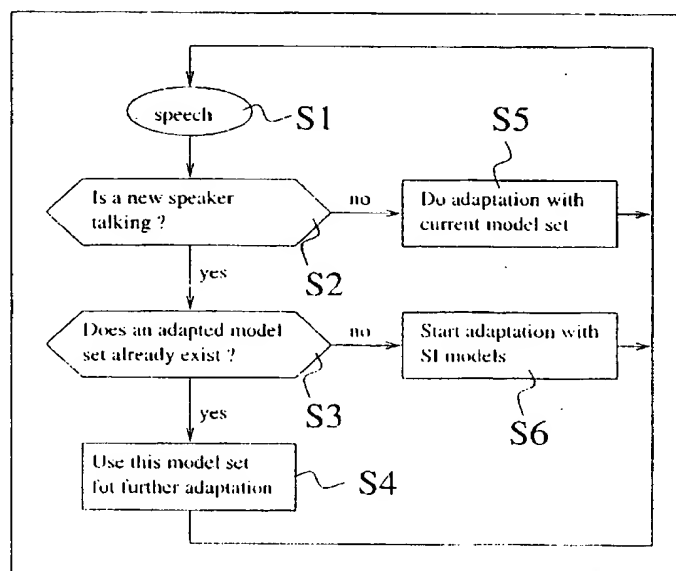 speech
S1
S5
Is a new speaker
talking ?
no
Do adaptation with
current model set
S2
yes
Does an adapted model
set already exist ?
no
Start adaptation with
SI models
S3
S6
yes
Use this model set
fot further adaptation
S4